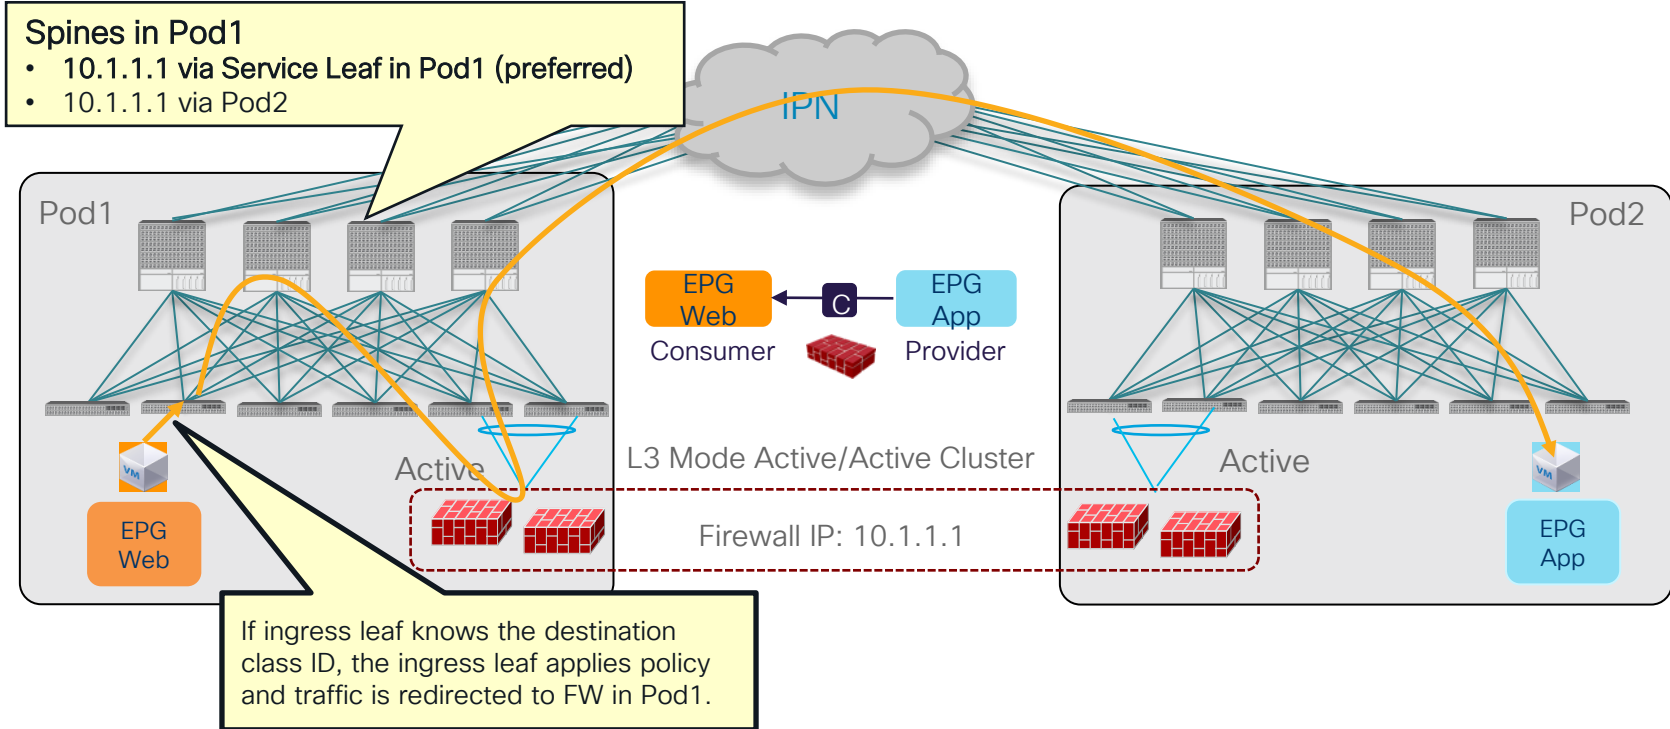 Spines in Pod1
• 10.1.1.1 via Service Leaf in Pod1 (preferred)
• 10.1.1.1 via Pod2
IPN
Pod1
Pod2
EPG
Web
C
EPG
App
Consumer
Provider
VM
EPG
Web
Active
L3 Mode Active/Active Cluster
Firewall IP: 10.1.1.1
Active
VM
EPG
App
If ingress leaf knows the destination
class ID, the ingress leaf applies policy
and traffic is redirected to FW in Pod1.